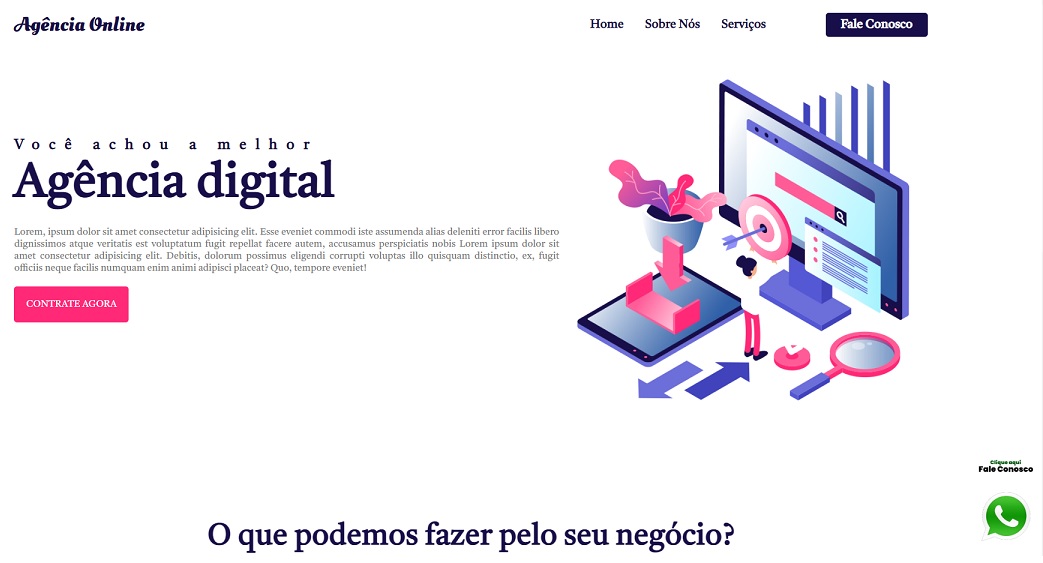 Agência Online
Home Sobre Nós Serviços Fale Conosco
Você achou a melhor
Agência digital
Lorem, ipsum dolor sit amet consectetur adipisicing elit. Esse eveniet commodi iste assumenda alias deleniti error facilis libero
dignissimos atque veritatis est voluptatum fugit repellat facere autem, accusamus perspiciatis nobis Lorem ipsum dolor sit
amet consectetur adipisicing elit. Debitis, dolorum possimus eligendi corrupti voluptas illo quisquam distinctio, ex, fugit
officiis neque facilis numquam enim animi adipisci placeat? Quo, tempore eveniet!
CONTRATE AGORA
Clique aqui
Fale Conosco
O que podemos fazer pelo seu negócio?